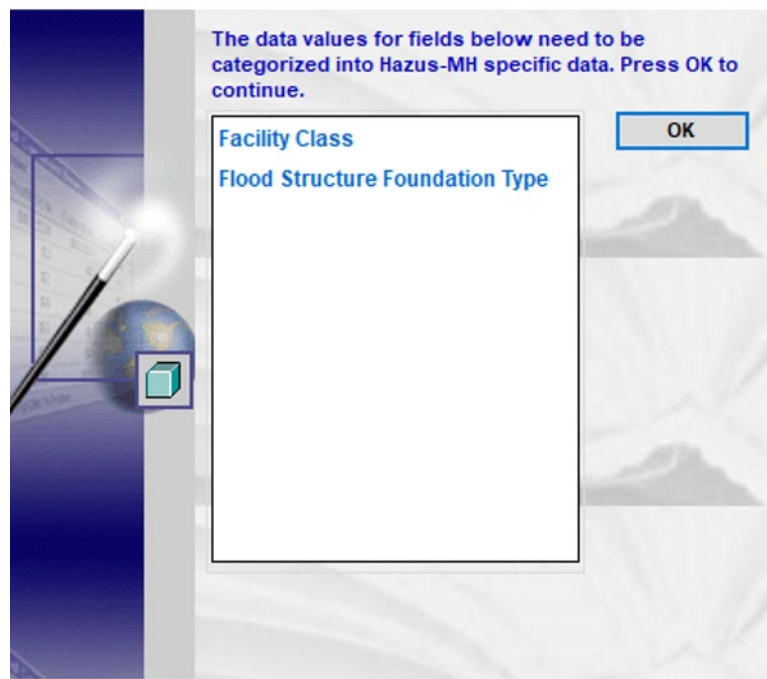 The data values for fields below need to be
categorized into Hazus-MH specific data. Press OK to
continue.
Facility Class
OK
Flood Structure Foundation Type